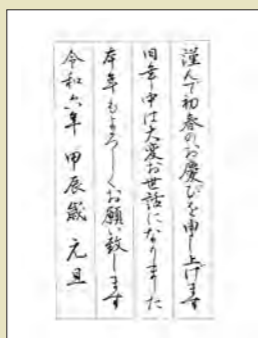 謹んで初春のお慶びを申し上げます
旧年中は大変お世話になりました
本年もよろしくお願い致します
令和六年 甲辰歳 元旦